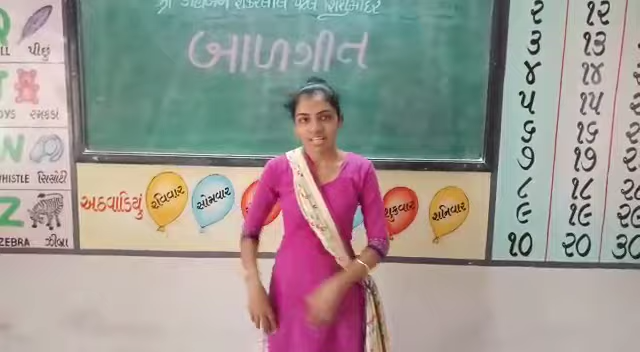 બાળગીત
પીછું
રમકડાં
WHISTLE સિસોટી
Z
ZEBRA ઝીબ્રા
અઠવાડિયું
રવિવાર
સોમવાર
શુક્રવાર
શનિવાર
૨ ૧૨
૩ ૧૩
૪ ૧૪
૫ ૧૫
૬ ૧૬
૭ ૧૭
૮ ૧૮
૯ ૧૯
૧૦ ૨૦ ૩૦